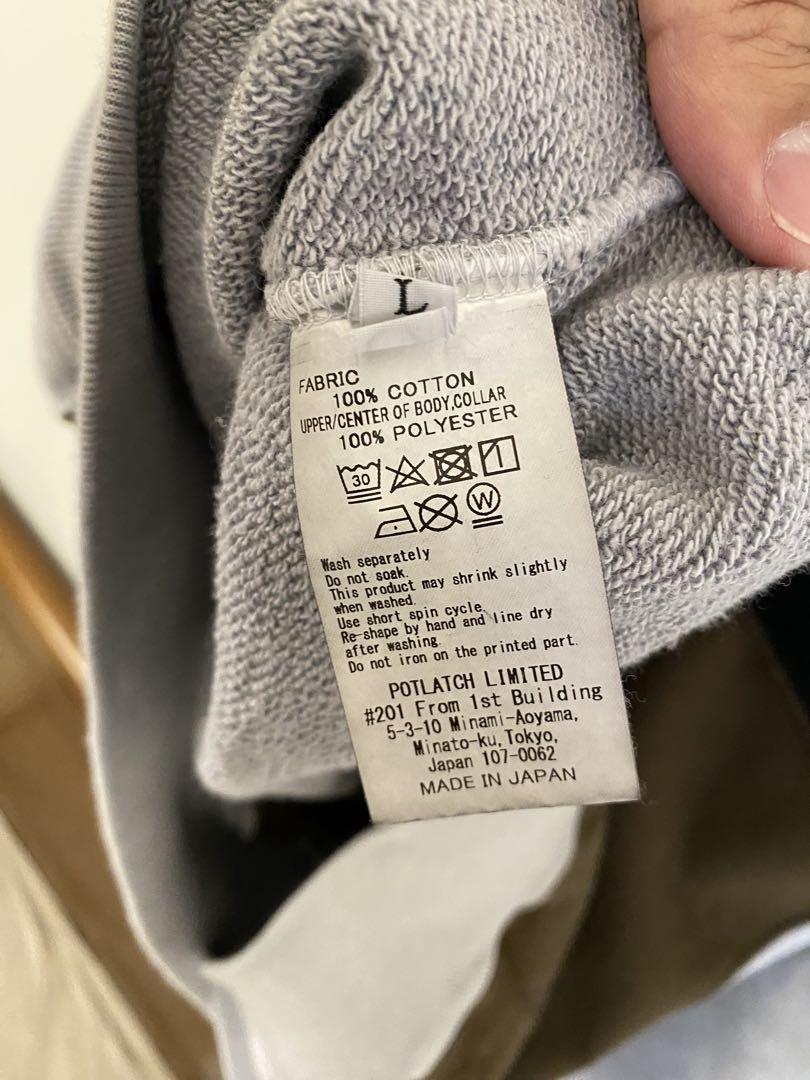 L
FABRIC
100% COTTON
UPPER/CENTER OF BODY,COLLAR
100% POLYESTER
30
W
Wash separately
Do not soak.
This product may shrink slightly
when washed.
Use short spin cycle.
Re-shape by hand and line dry
after washing.
Do not iron on the printed part.
POTLATCH LIMITED
#201 From 1st Building
5-3-10 Minami-Aoyama,
Minato-ku,Tokyo,
Japan 107-0062
MADE IN JAPAN